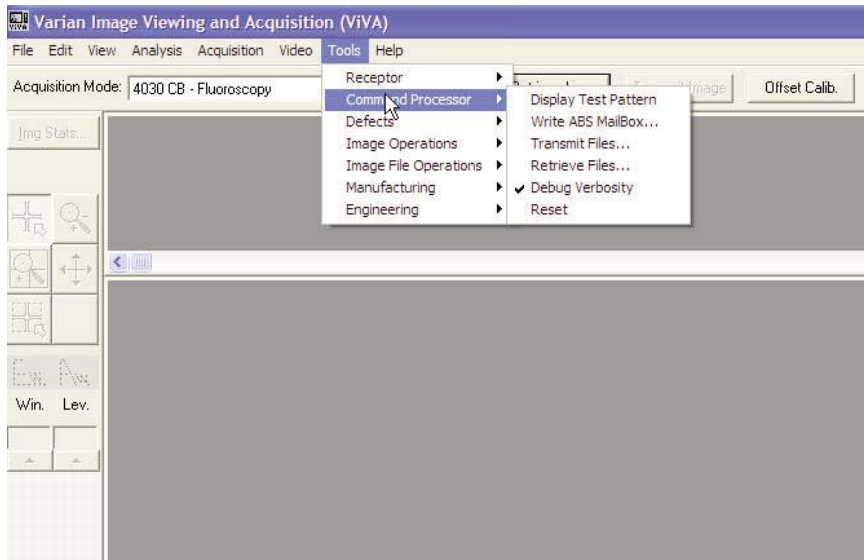 Varian Image Viewing and Acquisition (ViVA)
File Edit View Analysis Acquisition Video Tools Help
Acquisition Mode: 4030 CB - Fluoroscopy Offset Calib.
Img Stats...
Receptor
Command Processor
Defects
Image Operations
Image File Operations
Manufacturing
Engineering
Display Test Pattern
Write ABS MailBox...
Transmit Files...
Retrieve Files...
Debug Verbosity
Reset
Win. Lev.